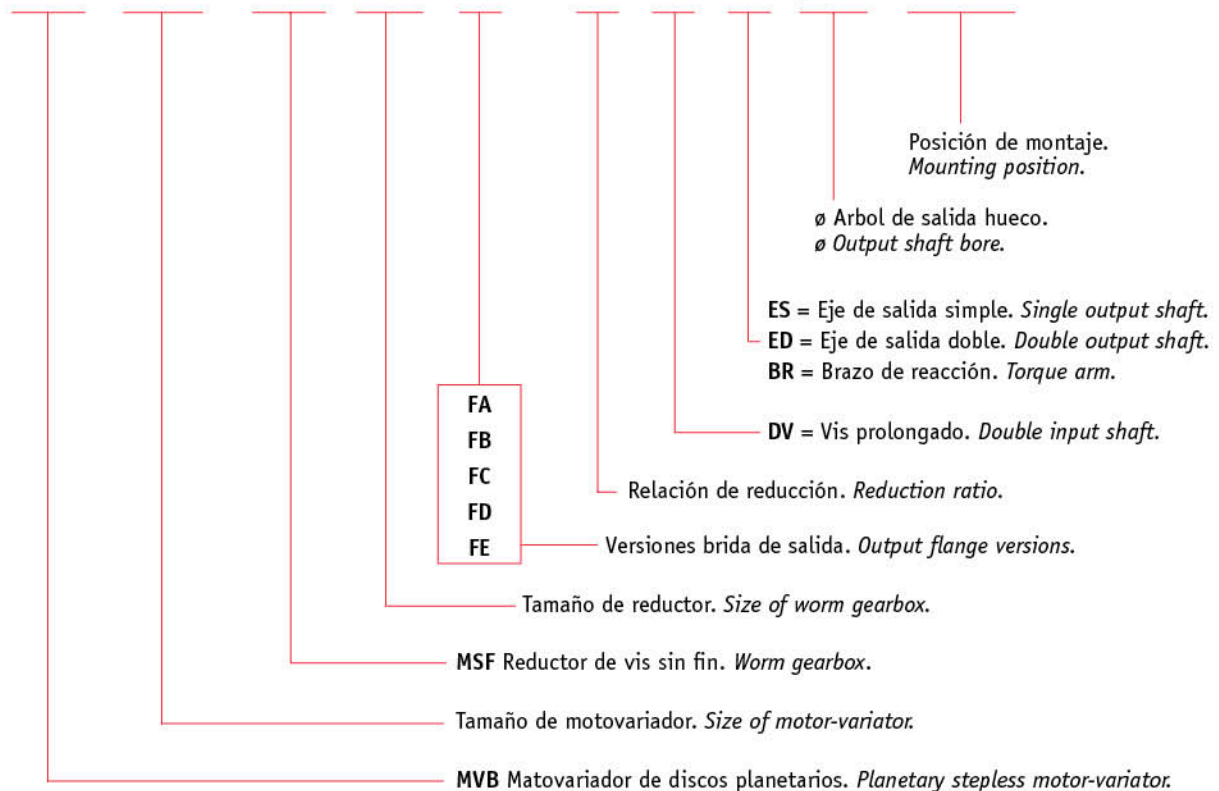 Posición de montaje.
Mounting position.
ø Arbol de salida hueco.
ø Output shaft bore.
ES = Eje de salida simple. Single output shaft.
ED = Eje de salida doble. Double output shaft.
BR = Brazo de reacción. Torque arm.
FA
FB
FC
FD
FE
DV = Vis prolongado. Double input shaft.
Relación de reducción. Reduction ratio.
Versiones brida de salida. Output flange versions.
Tamaño de reductor. Size of worm gearbox.
MSF Reductor de vis sin fin. Worm gearbox.
Tamaño de motovariador. Size of motor-variator.
MVB Matovariador de discos planetarios. Planetary stepless motor-variator.